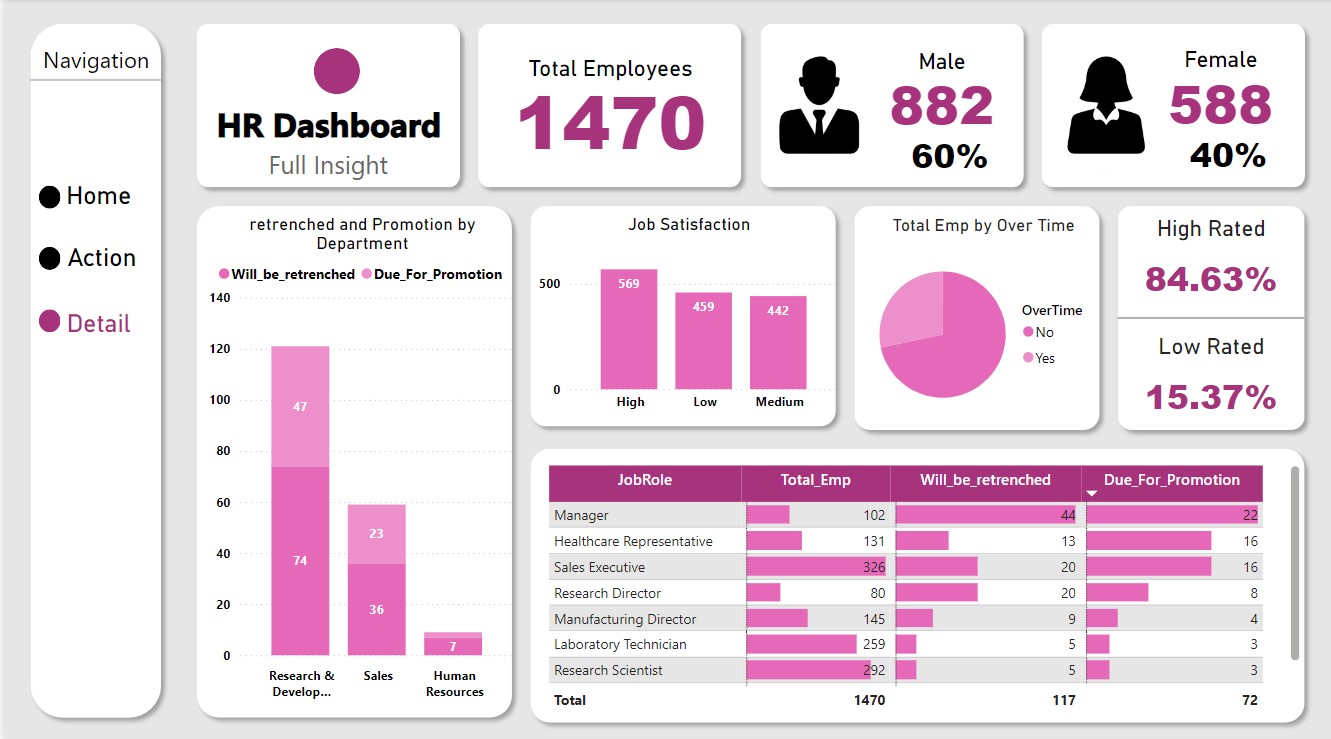 Navigation
Home
Action
Detail
HR Dashboard
Full Insight
Total Employees
1470
Male
882
60%
Female
588
40%
retrenched and Promotion by
Department
Will_be_retrenched Due_For_Promotion
140
120
100
80
60
40
20
0
47
74
23
36
7
Research &
Develop...
Sales
Human
Resources
Job Satisfaction
500
0
569
459
442
High Low Medium
Total Emp by Over Time
OverTime
No
Yes
High Rated
84.63%
Low Rated
15.37%
JobRole Total_Emp Will_be_retrenched Due_For_Promotion
Manager 102 44 22
Healthcare Representative 131 13 16
Sales Executive 326 20 16
Research Director 80 20 8
Manufacturing Director 145 9 4
Laboratory Technician 259 5 3
Research Scientist 292 5 3
Total 1470 117 72